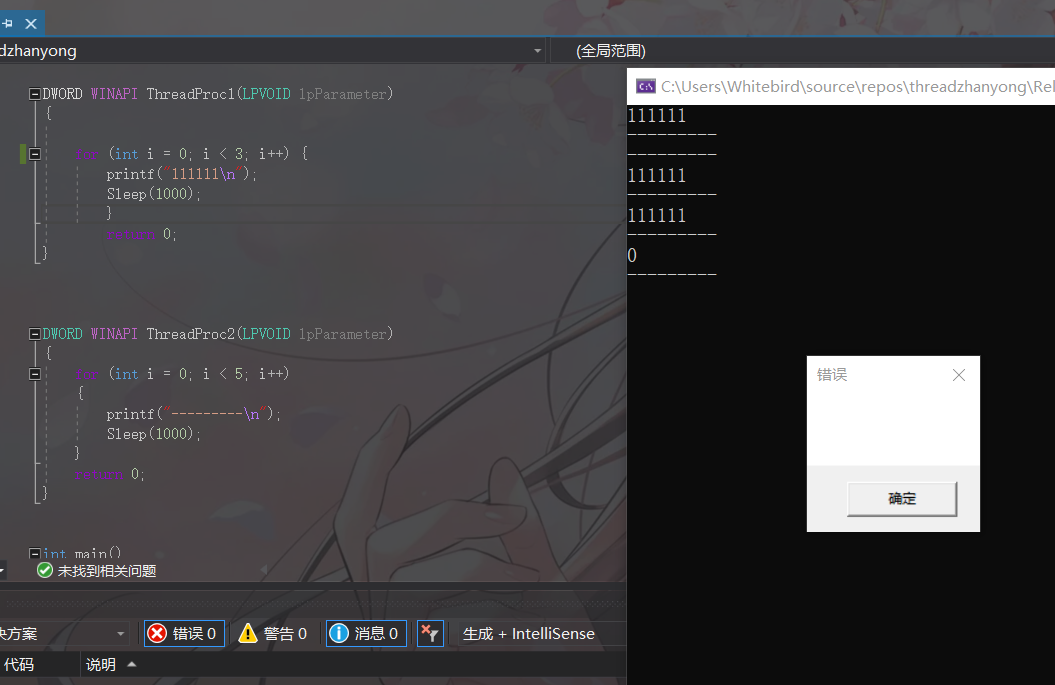 dzhanyong
(全局范围)
DWORD WINAPI ThreadProc1(LPVOID lpParameter)
{
for (int i = 0; i < 3; i++) {
printf("111111\n");
Sleep(1000);
}
return 0;
}
DWORD WINAPI ThreadProc2(LPVOID lpParameter)
{
for (int i = 0; i < 5; i++)
{
printf("---------\n");
Sleep(1000);
}
return 0;
}
int main()
未找到相关问题
决方案
错误 0
警告 0
消息 0
生成 + IntelliSense
代码
说明
C:\Users\Whitebird\source\repos\threadzhanyong\Rel
111111
---------
---------
111111
---------
111111
---------
0
---------
错误
确定